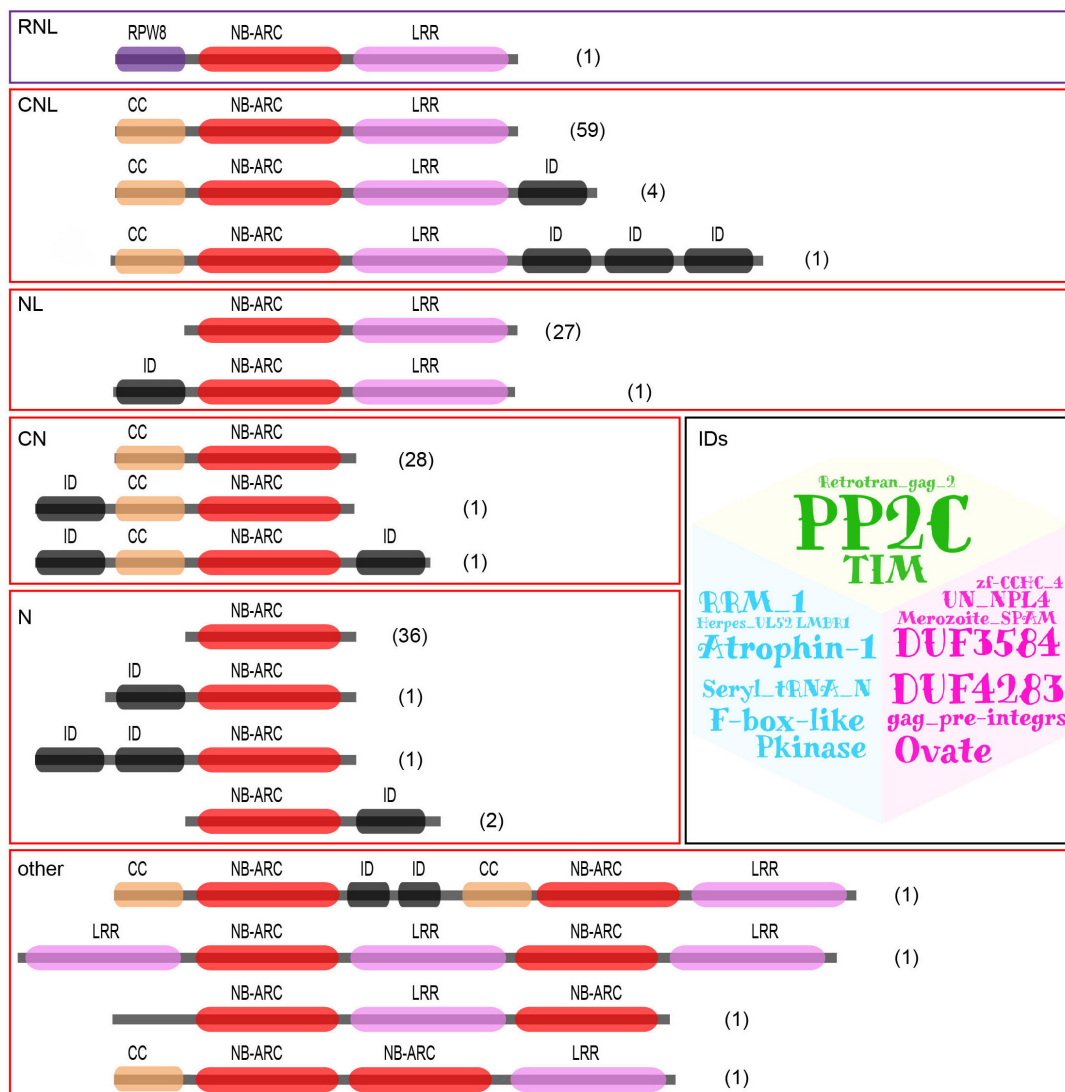 RNL
RPW8 NB-ARC LRR
(1)
CNL
CC NB-ARC LRR
(59)
CC NB-ARC LRR ID
(4)
CC NB-ARC LRR ID ID ID
(1)
NL
NB-ARC LRR
(27)
ID NB-ARC LRR
(1)
CN
CC NB-ARC
(28)
ID CC NB-ARC
(1)
ID CC NB-ARC ID
(1)
N
NB-ARC
(36)
ID NB-ARC
(1)
ID ID NB-ARC
(1)
NB-ARC ID
(2)
IDs
Retrotran_gag_2
PP2C
TIM
RRM_1
Herpes_UL52 LMBR1
Atrophin-1
Seryl_tRNA_N
F-box-like
Pkinase
zf-CCHC_4
UN_NPL4
Merozoite_SPAM
DUF3584
DUF4283
gag_pre-integrs
Ovate
other
CC NB-ARC ID ID CC NB-ARC LRR
(1)
LRR NB-ARC LRR NB-ARC LRR
(1)
NB-ARC LRR NB-ARC
(1)
CC NB-ARC NB-ARC LRR
(1)